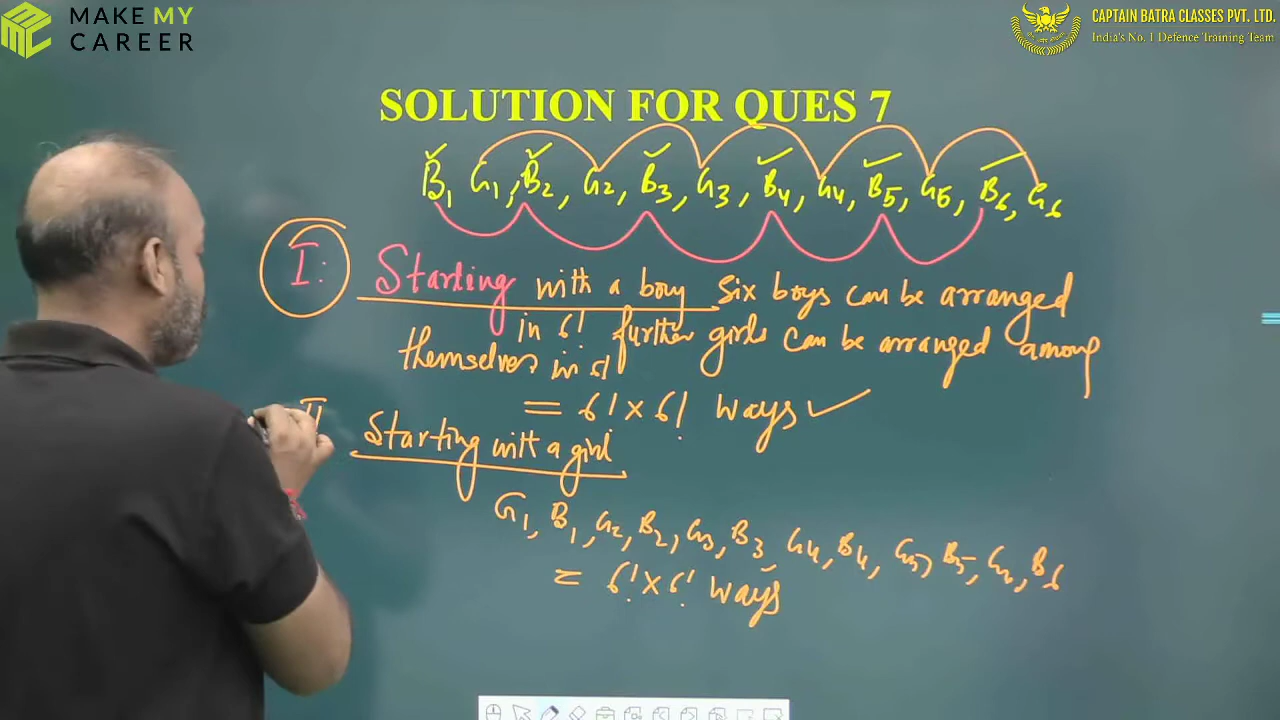 MAKE MY
CAREER
CAPTAIN BATRA CLASSES PVT. LTD.
India's No. 1 Defence Training Team
SOLUTION FOR QUES 7
B1 G1, B2, G2, B3, G3, B4, G4, B5, G5, B6, G6
I: Starting with a boy six boys can be arranged
in 6! further girls can be arranged among
themselves in
= 6! × 6! ways ✓
II Starting with a girl
G1, B1, G2, B2, G3, B3, G4, B4, G5, B5, B6
= 6! × 6! ways